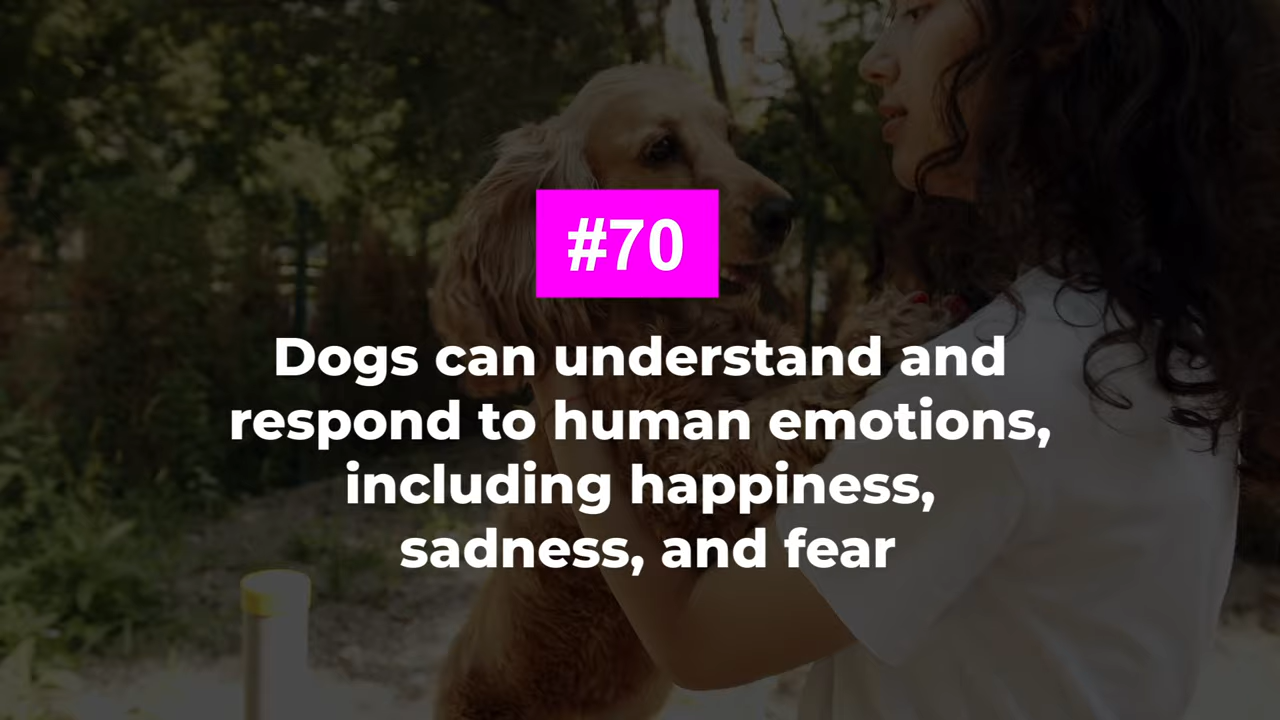 #70
Dogs can understand and
respond to human emotions,
including happiness,
sadness, and fear